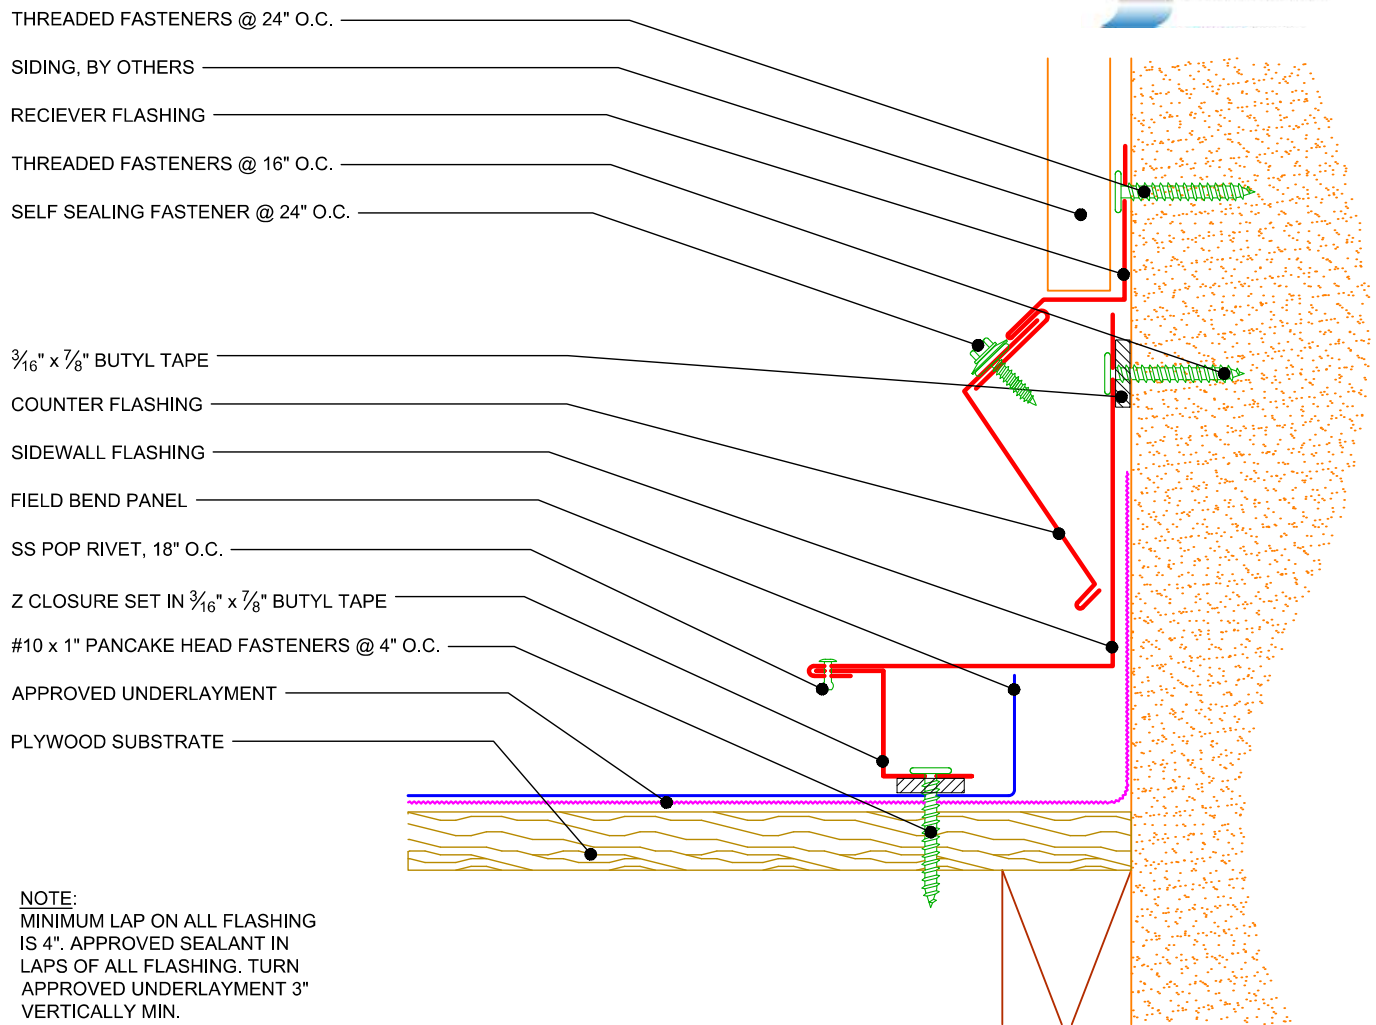 THREADED FASTENERS @ 24" O.C.
SIDING, BY OTHERS
RECIEVER FLASHING
THREADED FASTENERS @ 16" O.C.
SELF SEALING FASTENER @ 24" O.C.
3/16" x 7/8" BUTYL TAPE
COUNTER FLASHING
SIDEWALL FLASHING
FIELD BEND PANEL
SS POP RIVET, 18" O.C.
Z CLOSURE SET IN 3/16" x 7/8" BUTYL TAPE
#10 x 1" PANCAKE HEAD FASTENERS @ 4" O.C.
APPROVED UNDERLAYMENT
PLYWOOD SUBSTRATE
NOTE:
MINIMUM LAP ON ALL FLASHING
IS 4". APPROVED SEALANT IN
LAPS OF ALL FLASHING. TURN
APPROVED UNDERLAYMENT 3"
VERTICALLY MIN.